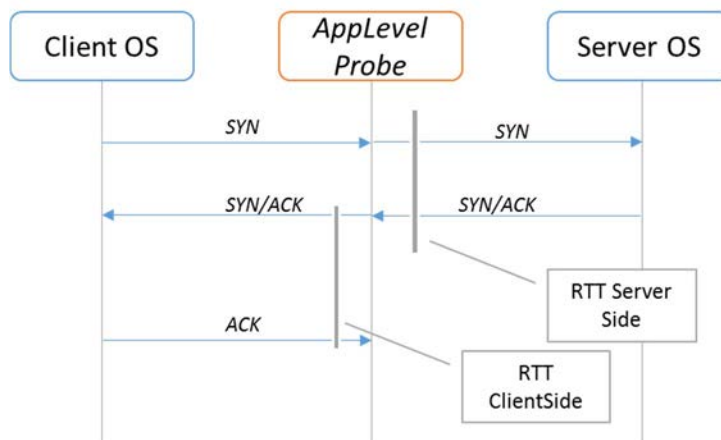 Client OS
AppLevel
Probe
Server OS
SYN
SYN
SYN/ACK
SYN/ACK
RTT Server
Side
ACK
RTT
ClientSide